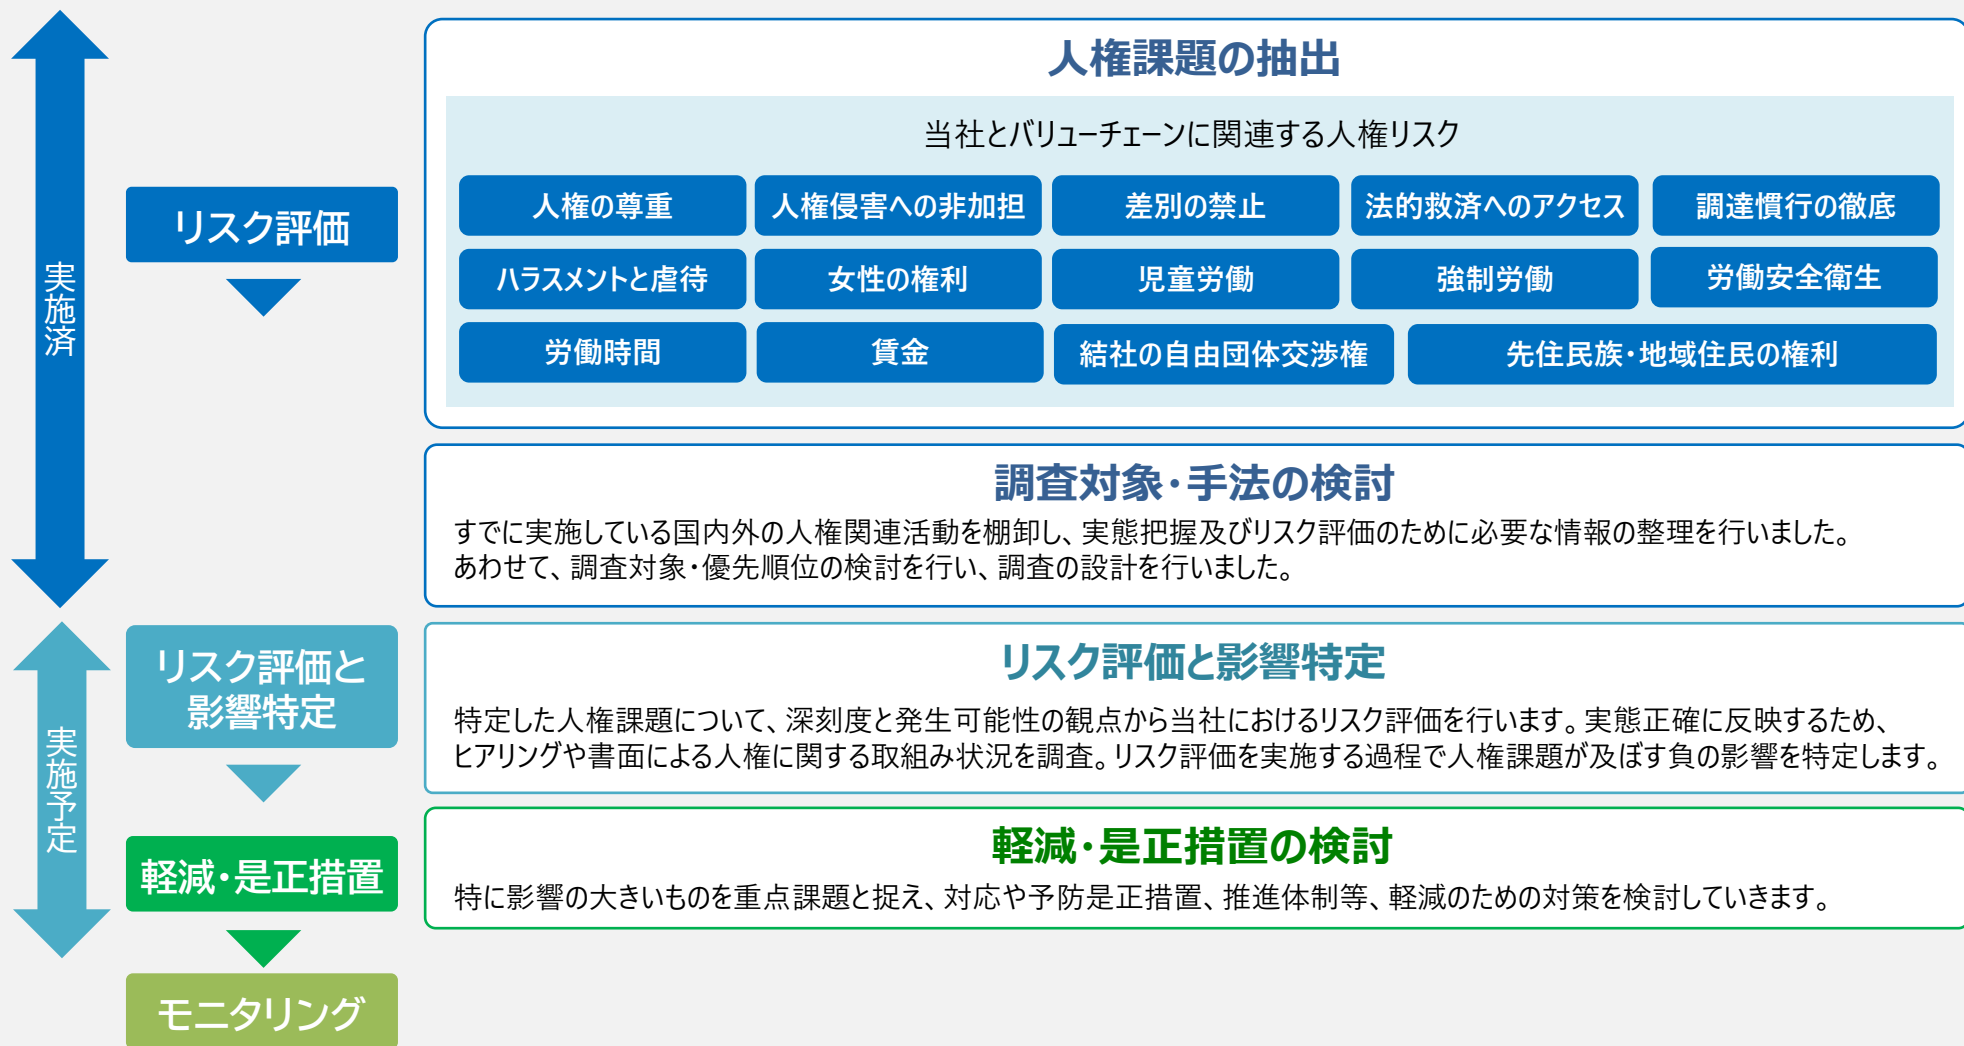 実施済
リスク評価
人権課題の抽出
当社とバリューチェーンに関連する人権リスク
人権の尊重
人権侵害への非加担
差別の禁止
法的救済へのアクセス
調達慣行の徹底
ハラスメントと虐待
女性の権利
児童労働
強制労働
労働安全衛生
労働時間
賃金
結社の自由団体交渉権
先住民族・地域住民の権利
調査対象・手法の検討
すでに実施している国内外の人権関連活動を棚卸し、実態把握及びリスク評価のために必要な情報の整理を行いました。
あわせて、調査対象・優先順位の検討を行い、調査の設計を行いました。
実施予定
リスク評価と
影響特定
リスク評価と影響特定
特定した人権課題について、深刻度と発生可能性の観点から当社におけるリスク評価を行います。実態正確に反映するため、
ヒアリングや書面による人権に関する取組み状況を調査。リスク評価を実施する過程で人権課題が及ぼす負の影響を特定します。
軽減・是正措置
軽減・是正措置の検討
特に影響の大きいものを重点課題と捉え、対応や予防是正措置、推進体制等、軽減のための対策を検討していきます。
モニタリング